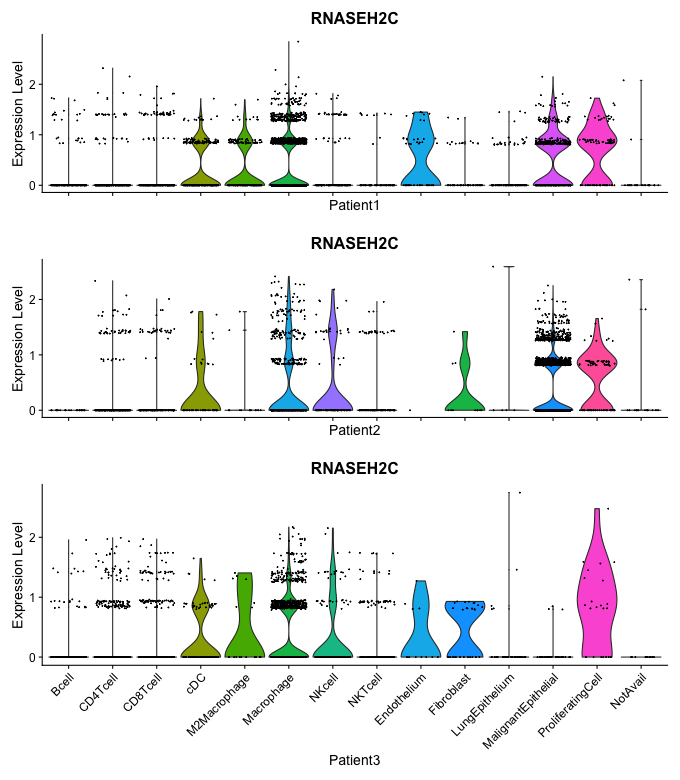 RNASEH2C
Expression Level
2
1
0
Patient1
RNASEH2C
Expression Level
2
1
0
Patient2
RNASEH2C
Expression Level
2
1
0
Bcell
CD4Tcell
CD8Tcell
cDC
M2Macrophage
Macrophage
NKcell
NKTcell
Endothelium
Fibroblast
LungEpithelium
MalignantEpithelial
ProliferatingCell
NotAvail
Patient3